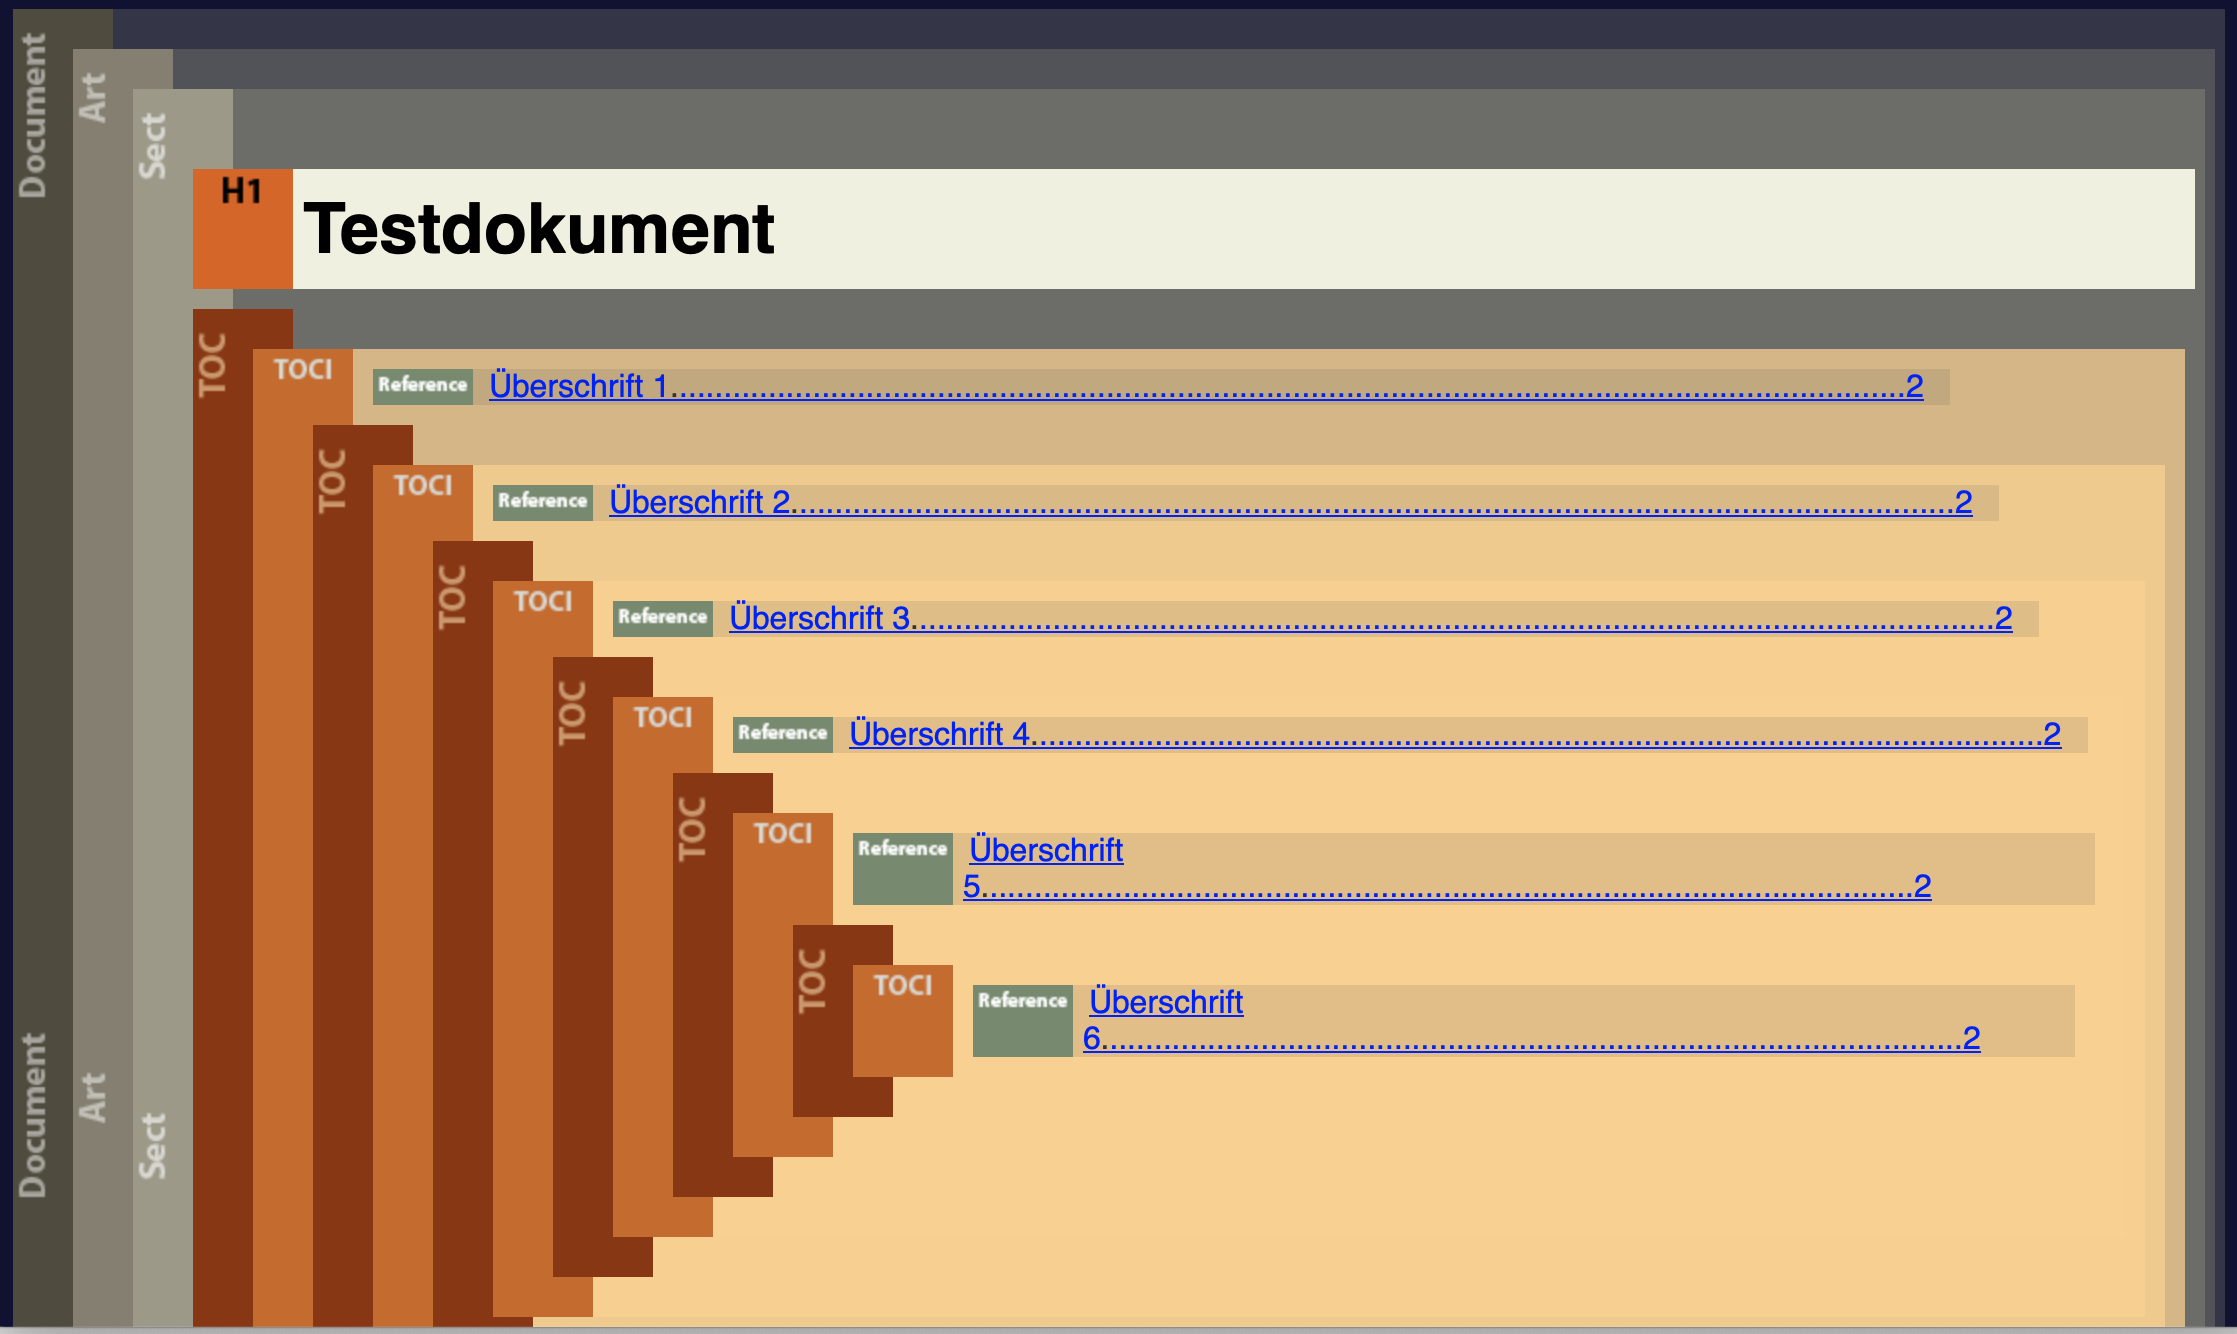 Document
Art
Sect
H1
Testdokument
TOC
TOCI
Reference
Überschrift 1........................................................................................................................................2
TOC
TOCI
Reference
Überschrift 2..................................................................................................................................2
TOC
TOCI
Reference
Überschrift 3..........................................................................................................................2
TOC
TOCI
Reference
Überschrift 4..................................................................................................................2
TOC
TOCI
Reference
Überschrift
5.........................................................................................................2
TOC
TOCI
Reference
Überschrift
6.................................................................................................2
Document
Art
Sect